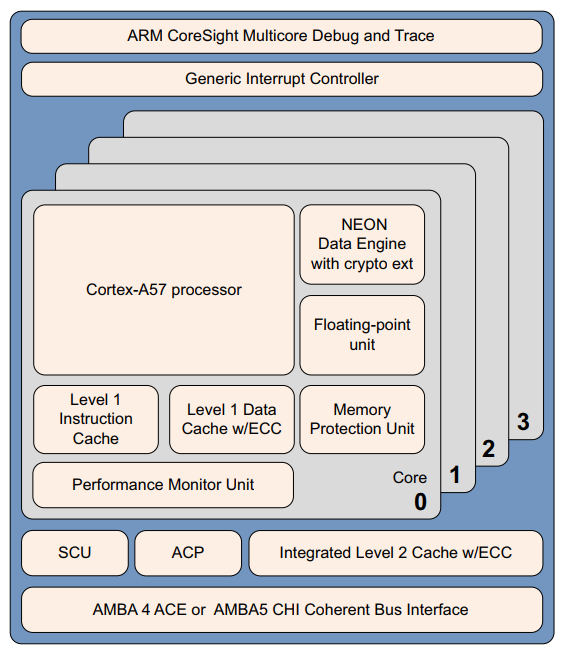 ARM CoreSight Multicore Debug and Trace
Generic Interrupt Controller
Cortex-A57 processor
NEON
Data Engine
with crypto ext
Floating-point
unit
Level 1
Instruction
Cache
Level 1 Data
Cache w/ECC
Memory
Protection Unit
Performance Monitor Unit
Core
0
1
2
3
SCU
ACP
Integrated Level 2 Cache w/ECC
AMBA 4 ACE or AMBA5 CHI Coherent Bus Interface